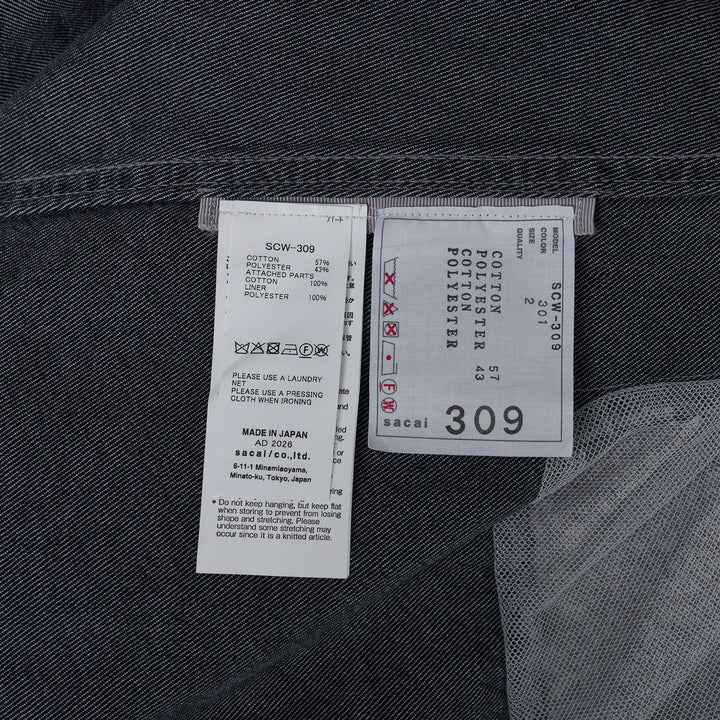 SCW-309
COTTON 57%
POLYESTER 43%
ATTACHED PARTS
COTTON 100%
LINER
POLYESTER 100%
PLEASE USE A LAUNDRY
NET
PLEASE USE A PRESSING
CLOTH WHEN IRONING
MADE IN JAPAN
AD 2026
sacai/co.,ltd.
6-11-1 Minamiaoyama,
Minato-ku, Tokyo, Japan
* Do not keep hanging, but keep flat
when storing to prevent from losing
shape and stretching. Please
understand some stretching may
occur since it is a knitted article.
MODEL SCW-309
COLOR 301
SIZE 2
QUALITY
COTTON 57
POLYESTER 43
COTTON
POLYESTER
sacai 309